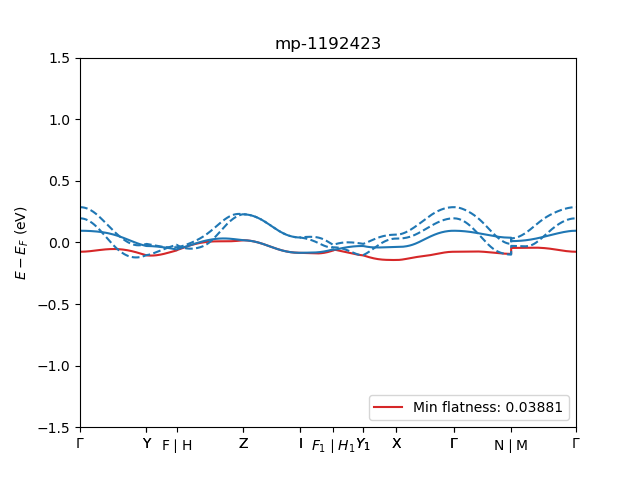 mp-1192423
E − E_F (eV)
1.5
1.0
0.5
0.0
−0.5
−1.0
−1.5
Min flatness: 0.03881
Γ Y F | H Z I F₁ | H₁ Y₁ X Γ N | M Γ